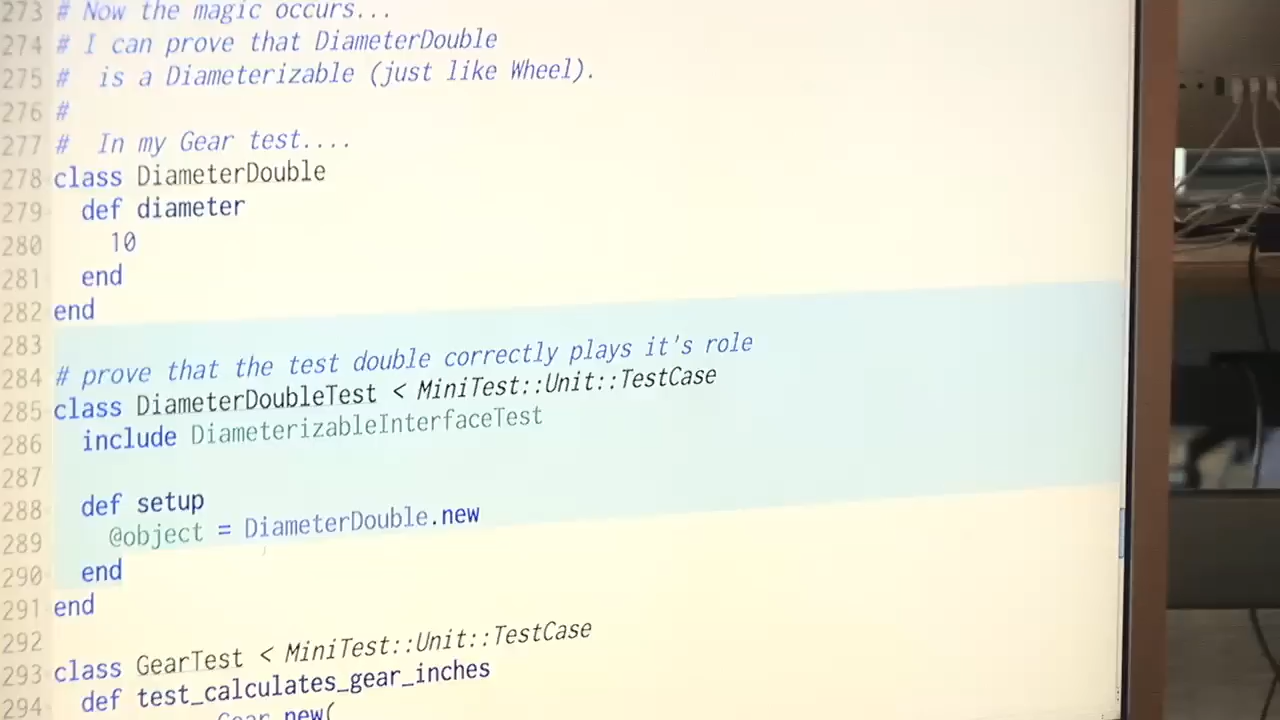 273 # Now the magic occurs...
274 # I can prove that DiameterDouble
275 #  is a Diameterizable (just like Wheel).
276 #
277 #  In my Gear test....
278 class DiameterDouble
279   def diameter
280     10
281   end
282 end
283
284 # prove that the test double correctly plays it's role
285 class DiameterDoubleTest < MiniTest::Unit::TestCase
286   include DiameterizableInterfaceTest
287
288   def setup
289     @object = DiameterDouble.new
290   end
291 end
292
293 class GearTest < MiniTest::Unit::TestCase
294   def test_calculates_gear_inches
Gear.new(